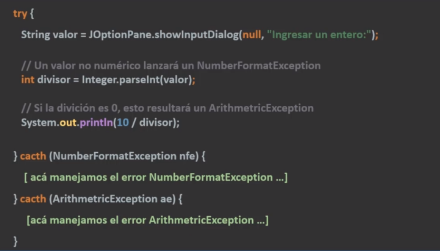 try {
String valor = JOptionPane.showInputDialog(null, "Ingresar un entero:");
// Un valor no numérico lanzará un NumberFormatException
int divisor = Integer.parseInt(valor);
// Si la divición es 0, esto resultará un ArithmetricException
System.out.println(10 / divisor);
} cacth (NumberFormatException nfe) {
[ acá manejamos el error NumberFormatException ...]
} cacth (ArithmetricException ae) {
[acá manejamos el error ArithmetricException ...]
}